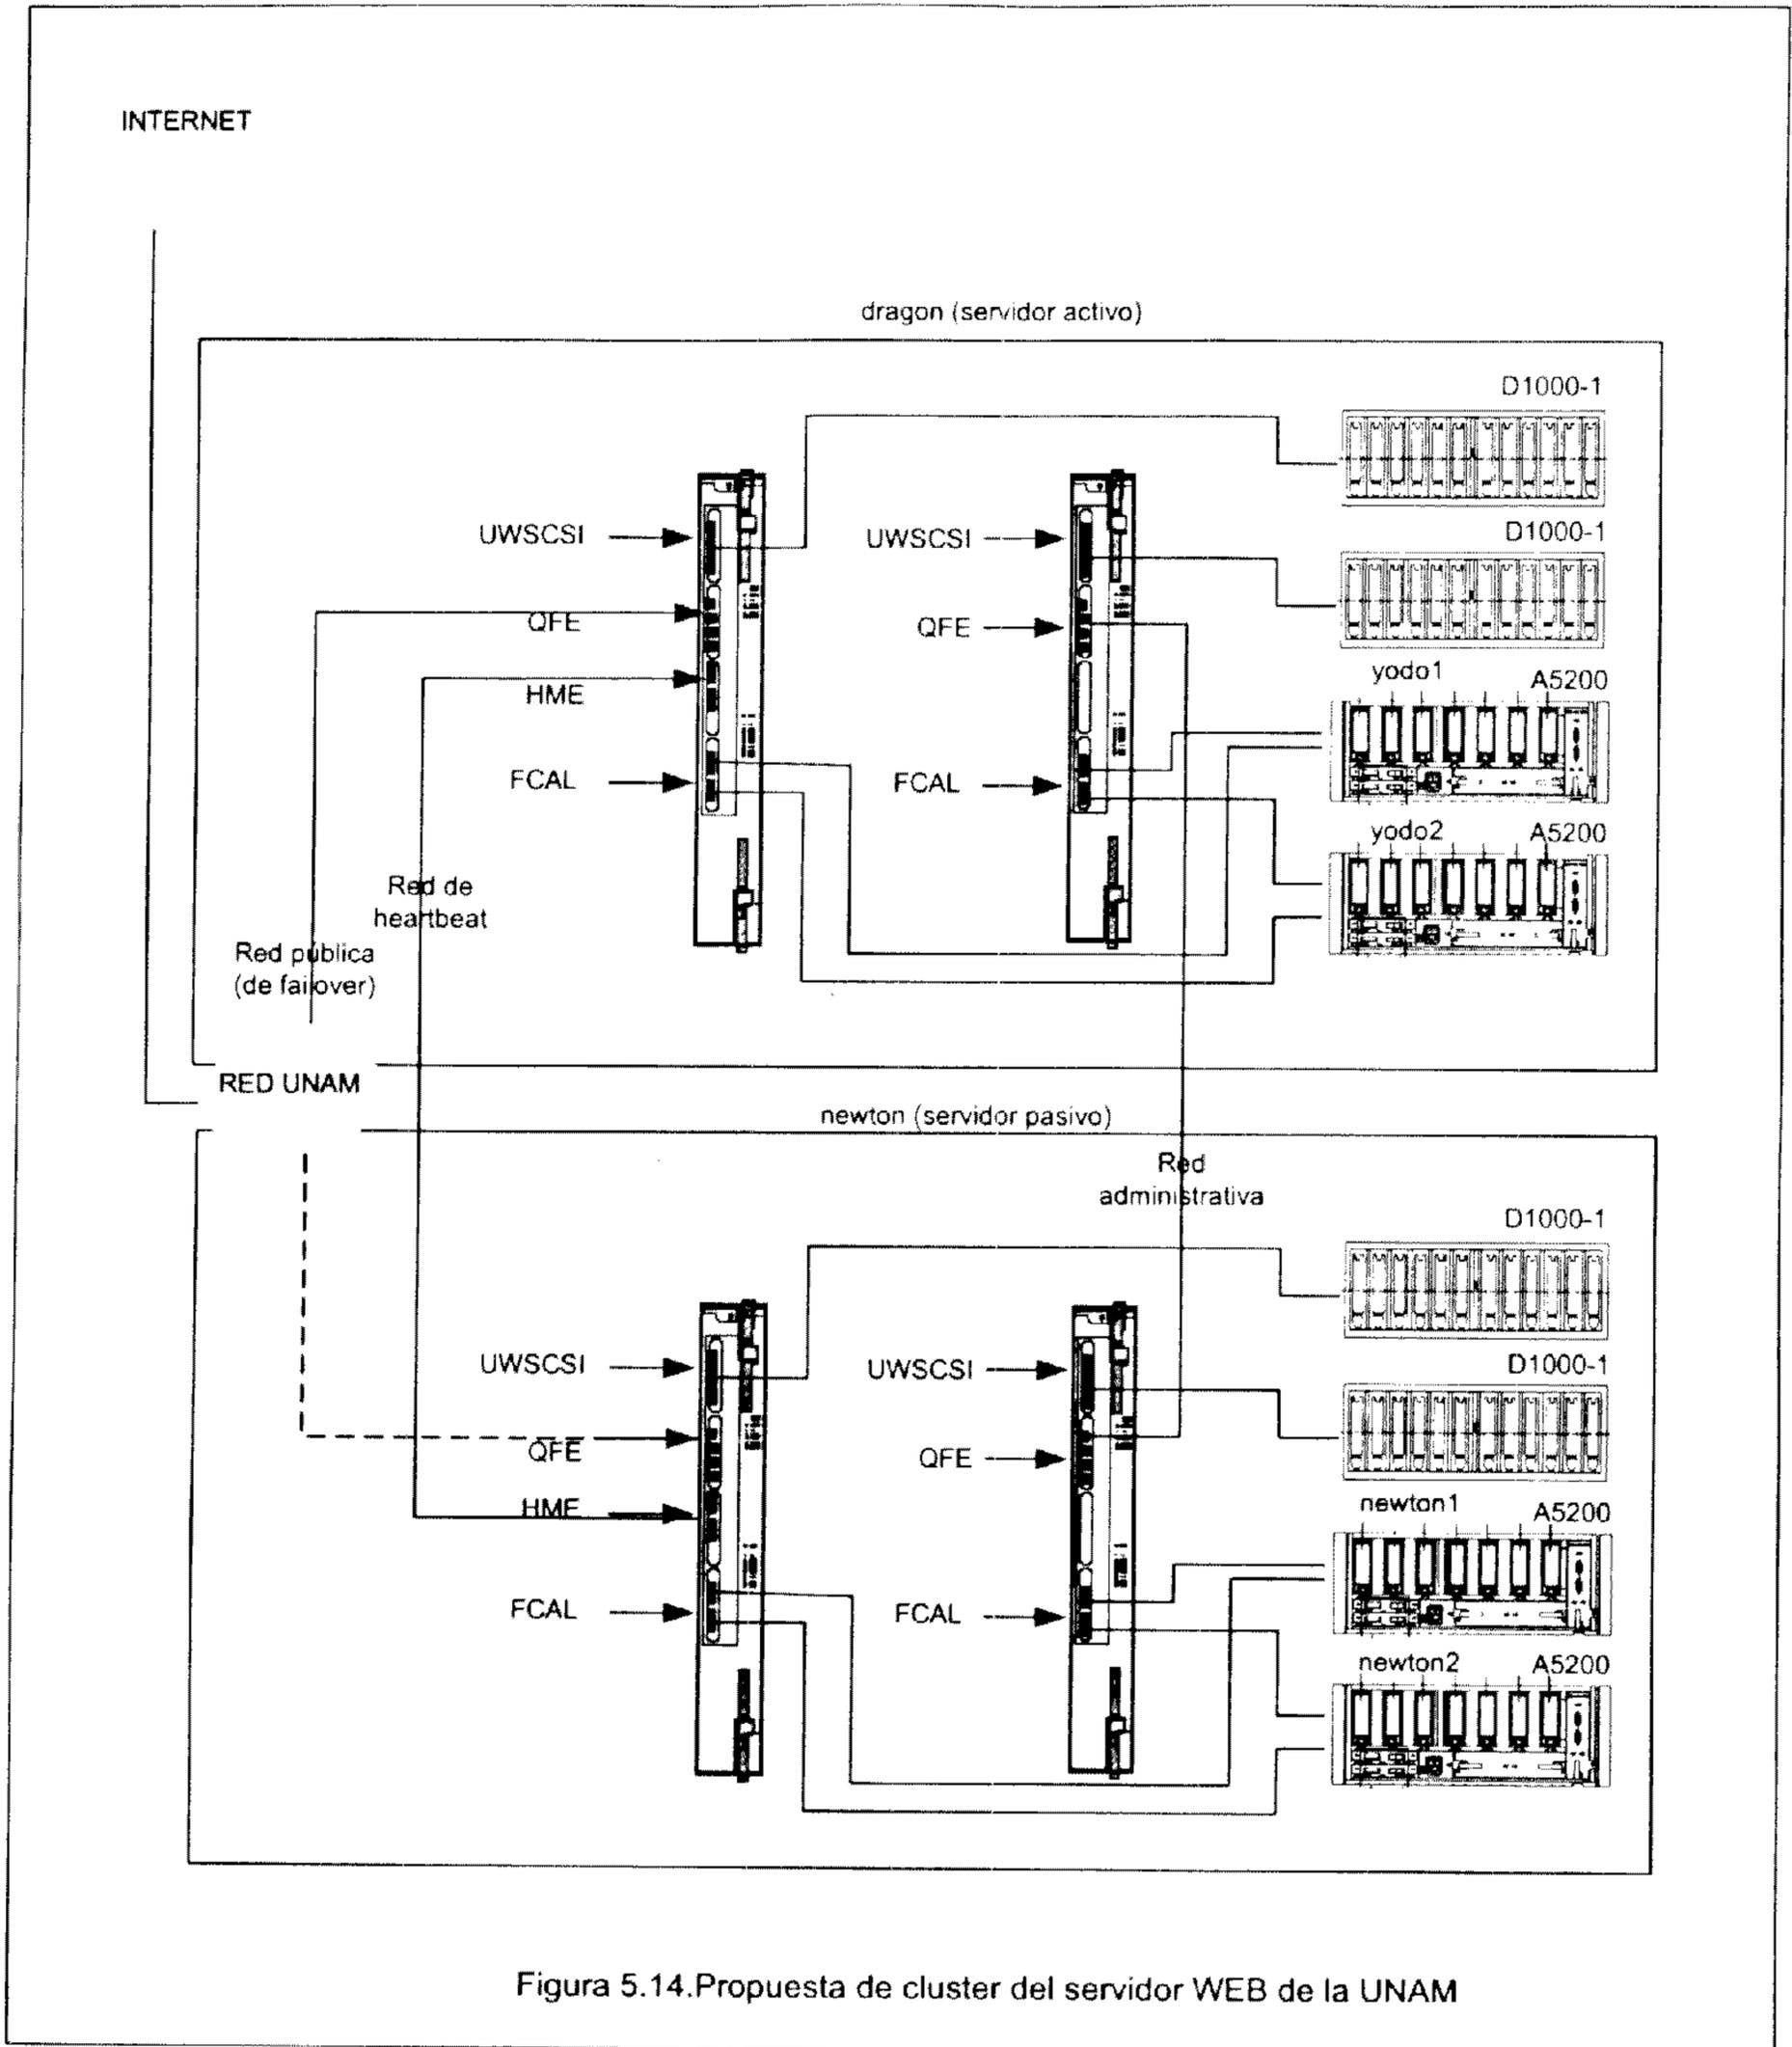 INTERNET
dragon (servidor activo)
D1000-1
D1000-1
UWSCSI
UWSCSI
QFE
QFE
yodo1
A5200
HME
FCAL
FCAL
yodo2
A5200
Red de
heartbeat
Red pública
(de failover)
RED UNAM
newton (servidor pasivo)
Red
administrativa
D1000-1
UWSCSI
UWSCSI
D1000-1
QFE
QFE
newton1
A5200
HME
FCAL
FCAL
newton2
A5200
Figura 5.14.Propuesta de cluster del servidor WEB de la UNAM